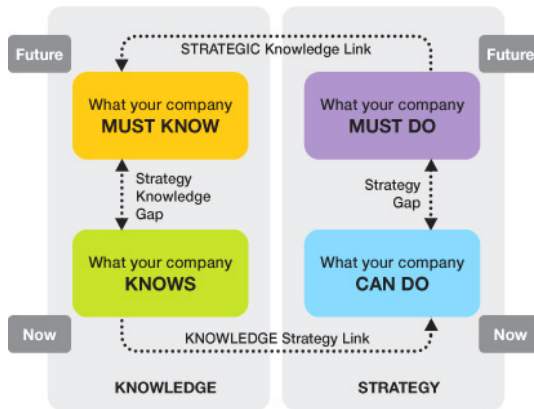 STRATEGIC Knowledge Link
Future
Future
What your company
MUST KNOW
What your company
MUST DO
Strategy
Knowledge
Gap
Strategy
Gap
What your company
KNOWS
What your company
CAN DO
Now
Now
KNOWLEDGE Strategy Link
KNOWLEDGE
STRATEGY